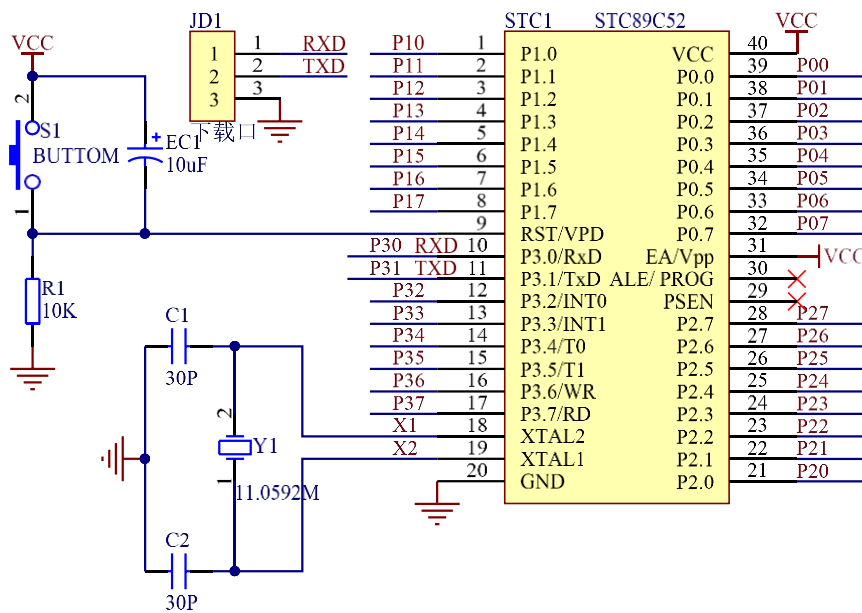 JD1
STC1 STC89C52
VCC
1 1 RXD
2 2 TXD
3 3
下载口
VCC
2
S1
BUTTOM
1
EC1
10uF
+
R1
10K
P10 1 P1.0 VCC 40 VCC
P11 2 P1.1 P0.0 39 P00
P12 3 P1.2 P0.1 38 P01
P13 4 P1.3 P0.2 37 P02
P14 5 P1.4 P0.3 36 P03
P15 6 P1.5 P0.4 35 P04
P16 7 P1.6 P0.5 34 P05
P17 8 P1.7 P0.6 33 P06
9 RST/VPD P0.7 32 P07
P30 RXD 10 P3.0/RxD EA/Vpp 31 VCC
P31 TXD 11 P3.1/TxD ALE/ PROG 30
P32 12 P3.2/INT0 PSEN 29
P33 13 P3.3/INT1 P2.7 28 P27
P34 14 P3.4/T0 P2.6 27 P26
P35 15 P3.5/T1 P2.5 26 P25
P36 16 P3.6/WR P2.4 25 P24
P37 17 P3.7/RD P2.3 24 P23
X1 18 XTAL2 P2.2 23 P22
X2 19 XTAL1 P2.1 22 P21
20 GND P2.0 21 P20
C1
30P
2
Y1
1
11.0592M
C2
30P